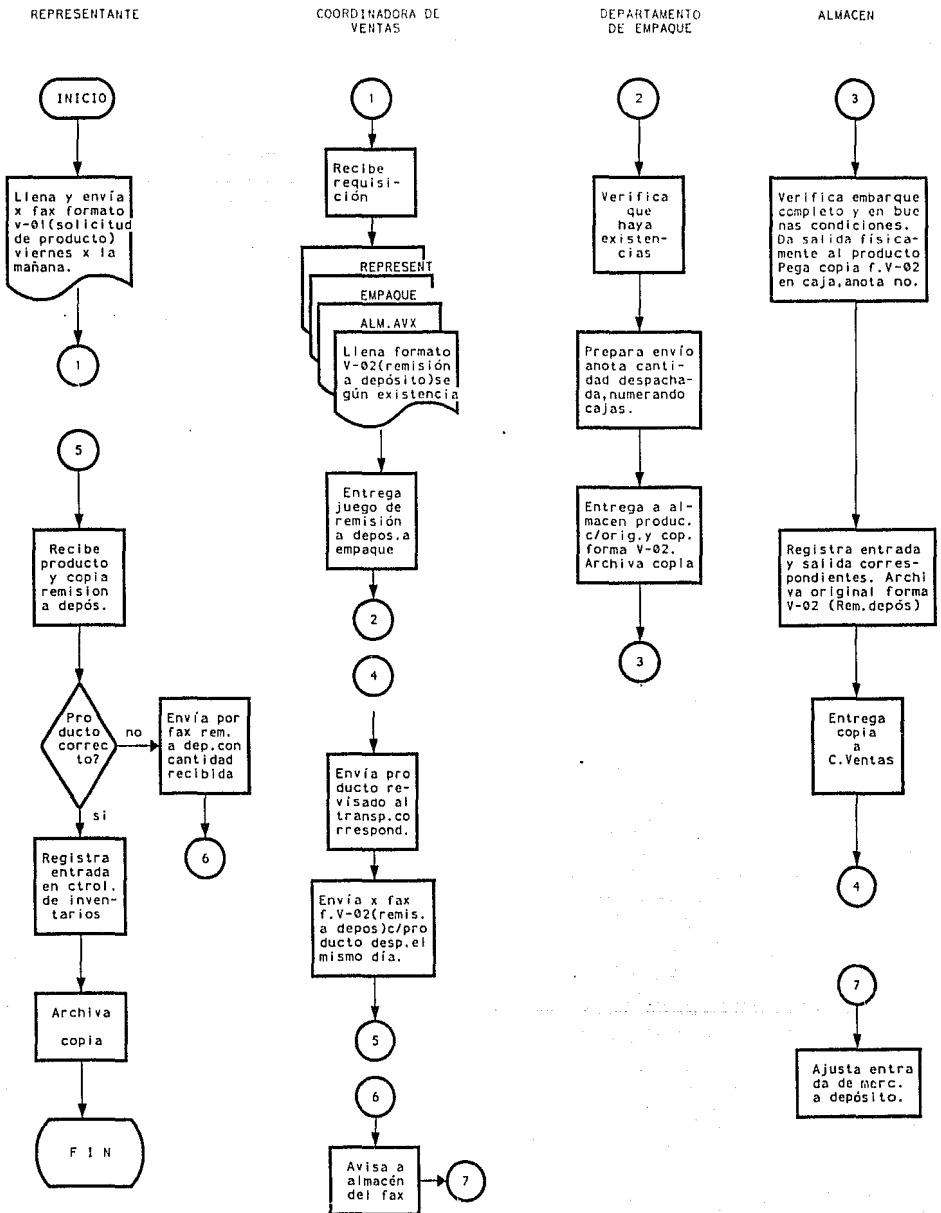 REPRESENTANTE
INICIO
Llena y envía
x fax formato
v-01(solicitud
de producto)
viernes x la
mañana.
1
5
Recibe
producto
y copia
remision
a depós.
Pro
ducto
correc
to?
no
Envía por
fax rem.
a dep.con
cantidad
recibida
6
si
Registra
entrada
en ctrol.
de inven-
tarios
Archiva
copia
F I N
COORDINADORA DE
VENTAS
1
Recibe
requisi-
ción
REPRESENT
EMPAQUE
ALM.AVX
Llena formato
V-02(remisión
a depósito)se
gún existencia
Entrega
juego de
remisión
a depos.a
empaque
2
4
Envía pro
ducto re-
visado al
transp.co
rrespond.
Envía x fax
f.V-02(remis.
a depos)c/pro
ducto desp.el
mismo día.
5
6
Avisa a
almacén
del fax
7
DEPARTAMENTO
DE EMPAQUE
2
Verifica
que
haya
existen-
cias
Prepara envío
anota canti-
dad despacha-
da,numerando
cajas.
Entrega a al-
macen produc.
c/orig.y cop.
forma V-02.
Archiva copia
3
ALMACEN
3
Verifica embarque
completo y en bue
nas condiciones.
Da salida física-
mente al producto
Pega copia f.V-02
en caja,anota no.
Registra entrada
y salida corres-
pondientes. Archi
va original forma
V-02 (Rem.depós)
Entrega
copia
a
C.Ventas
4
7
Ajusta entra
da de merc.
a depósito.